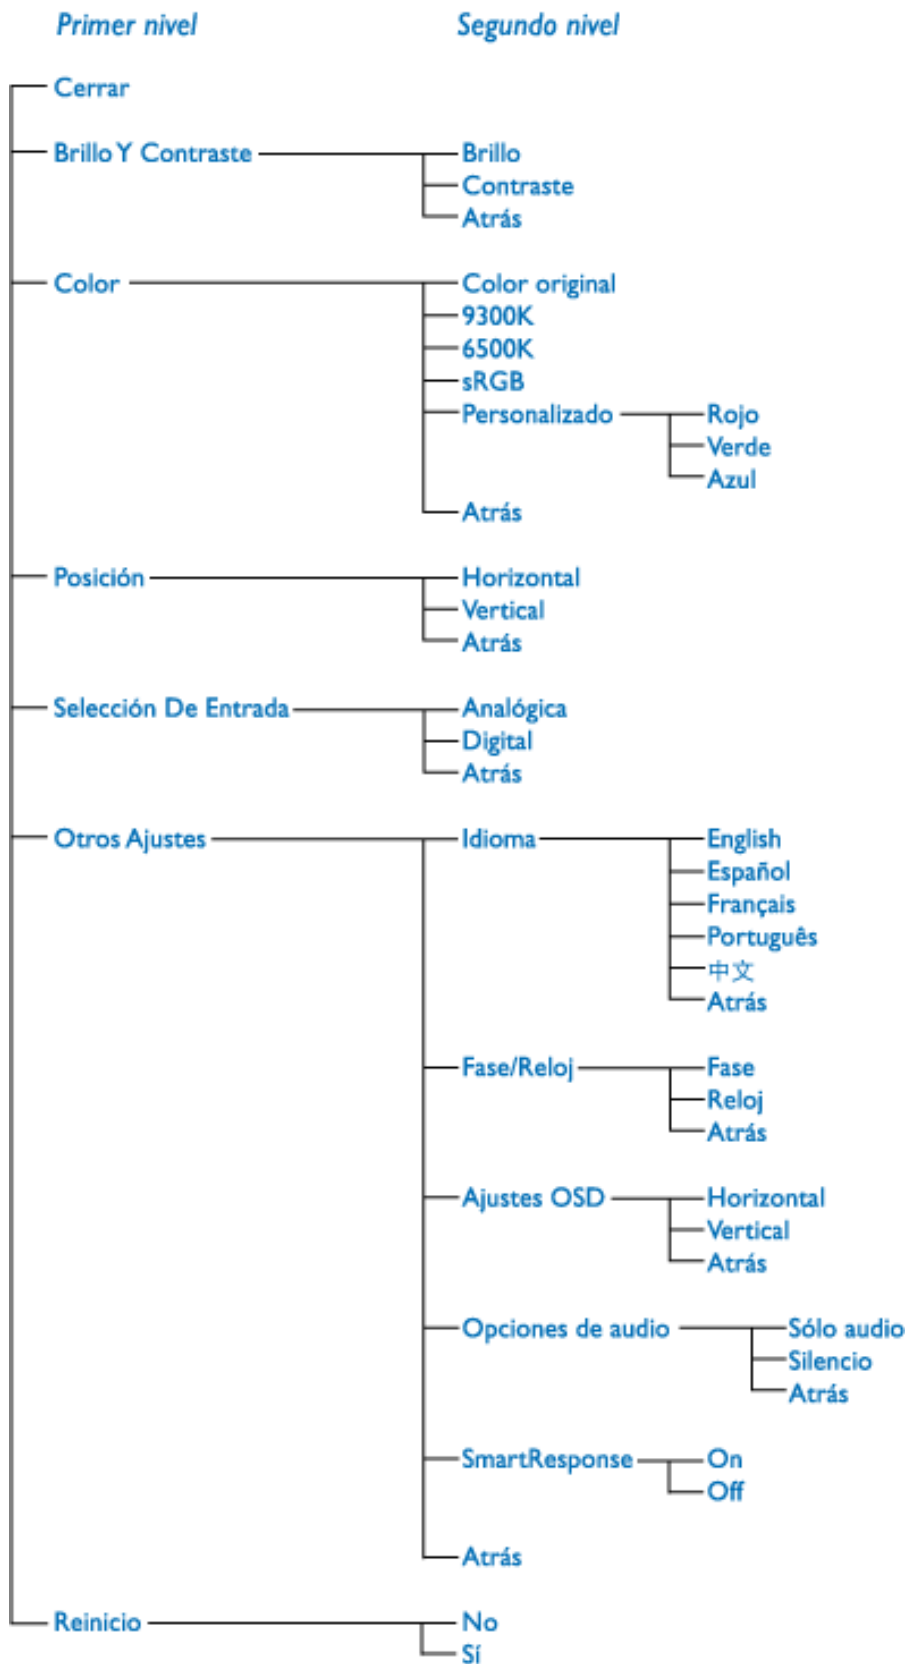 Primer nivel Segundo nivel
Cerrar
Brillo Y Contraste Brillo
Contraste
Atrás
Color Color original
9300K
6500K
sRGB
Personalizado Rojo
Verde
Azul
Atrás
Posición Horizontal
Vertical
Atrás
Selección De Entrada Analógica
Digital
Atrás
Otros Ajustes Idioma English
Español
Français
Português
中文
Atrás
Fase/Reloj Fase
Reloj
Atrás
Ajustes OSD Horizontal
Vertical
Atrás
Opciones de audio Sólo audio
Silencio
Atrás
SmartResponse On
Off
Atrás
Reinicio No
Sí